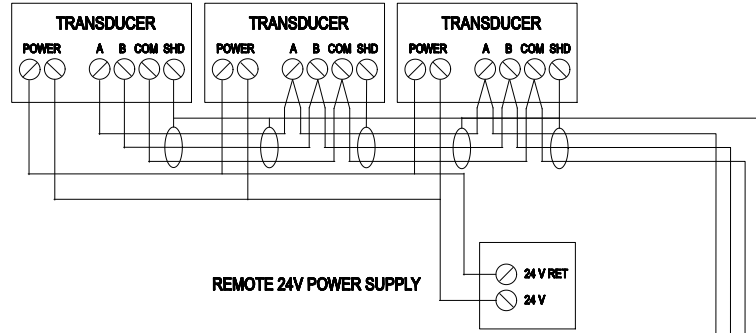 TRANSDUCER TRANSDUCER TRANSDUCER
POWER A B COM SHD POWER A B COM SHD POWER A B COM SHD
24 V RET
REMOTE 24V POWER SUPPLY
24 V